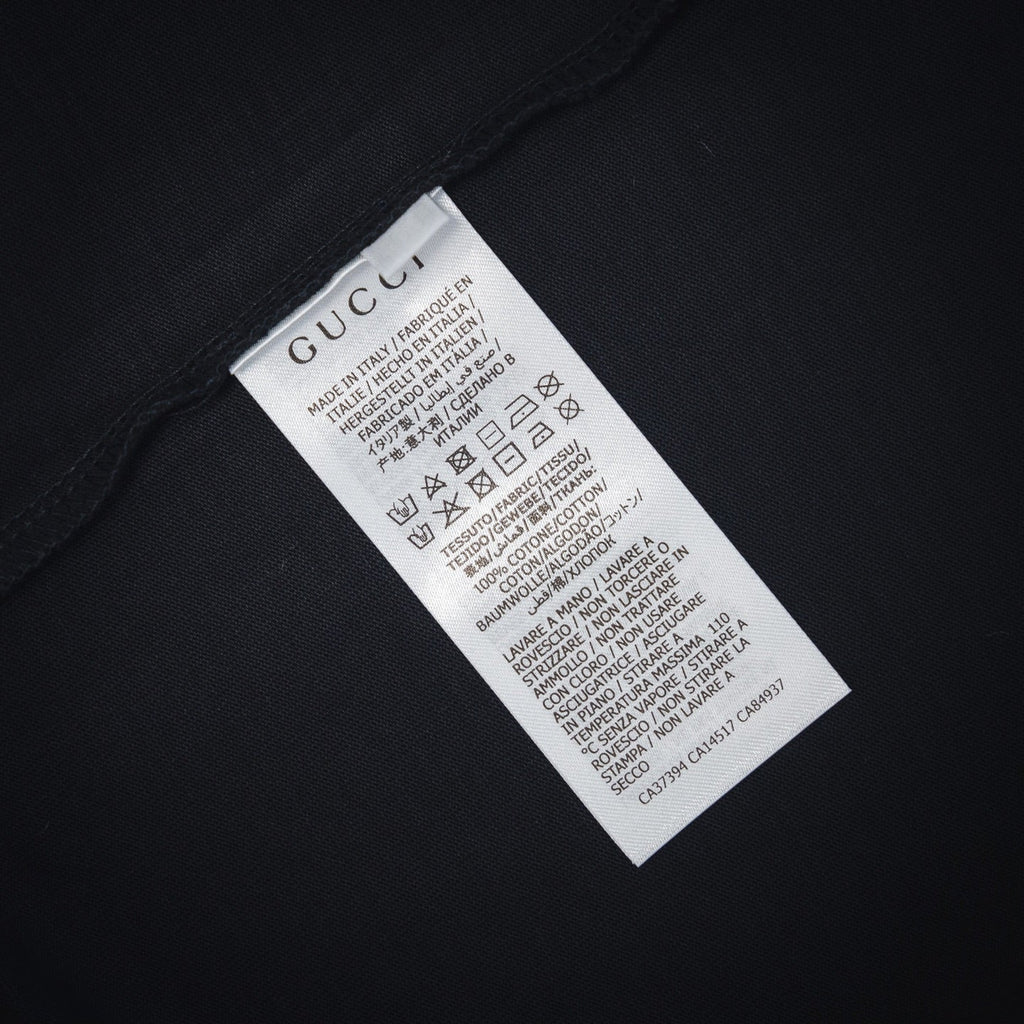 GUCCI
MADE IN ITALY / FABRIQUÉ EN
ITALIE / HECHO EN ITALIA /
HERGESTELLT IN ITALIEN /
FABRICADO EM ITÁLIA /
イタリア製 / صنع في إيطاليا /
产地:意大利 / СДЕЛАНО В
ИТАЛИИ
TESSUTO/FABRIC/TISSU/
TEJIDO/GEWEBE/TECIDO/
表地/قماش/面料/ТКАНЬ:
100% COTONE/COTTON/
COTON/ALGODON/
BAUMWOLLE/ALGODÃO/コットン/
قطن/棉/ХЛОПОК
LAVARE A MANO / LAVARE A
ROVESCIO / NON TORCERE O
STRIZZARE / NON LASCIARE IN
AMMOLLO / NON TRATTARE
CON CLORO / NON USARE
ASCIUGATRICE / ASCIUGARE
IN PIANO / STIRARE A
TEMPERATURA MASSIMA 110
°C SENZA VAPORE / STIRARE A
ROVESCIO / NON STIRARE LA
STAMPA / NON LAVARE A
SECCO
CA37394 CA14517 CA84937